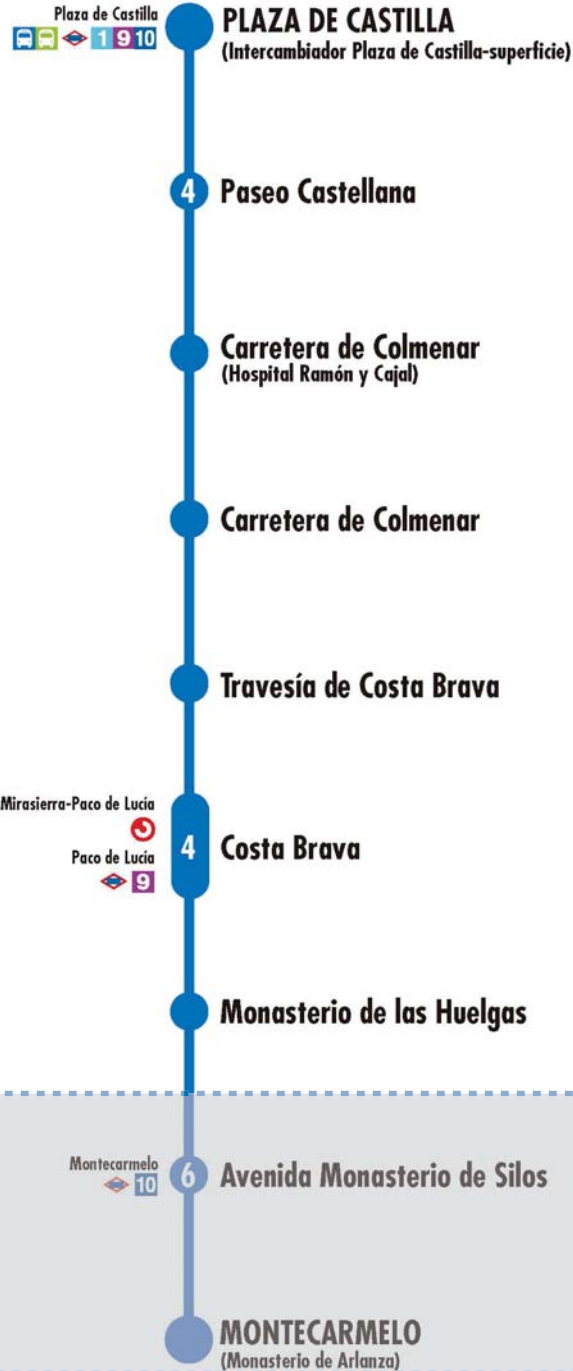 Plaza de Castilla
1 9 10
PLAZA DE CASTILLA
(Intercambiador Plaza de Castilla-superficie)
4
Paseo Castellana
Carretera de Colmenar
(Hospital Ramón y Cajal)
Carretera de Colmenar
Travesía de Costa Brava
Mirasierra-Paco de Lucía
Paco de Lucía
9
4
Costa Brava
Monasterio de las Huelgas
Montecarmelo
10
6
Avenida Monasterio de Silos
MONTECARMELO
(Monasterio de Arlanza)